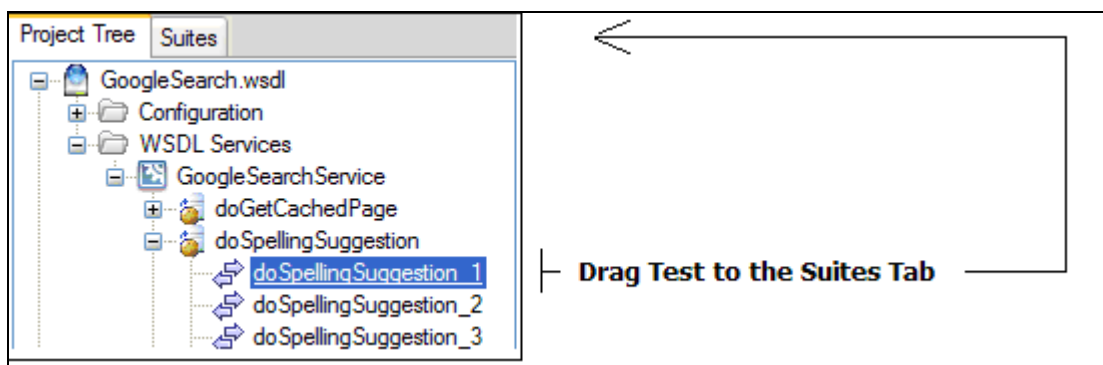 Project Tree Suites
GoogleSearch.wsdl
Configuration
WSDL Services
GoogleSearchService
doGetCachedPage
doSpellingSuggestion
doSpellingSuggestion_1
doSpellingSuggestion_2
doSpellingSuggestion_3
Drag Test to the Suites Tab